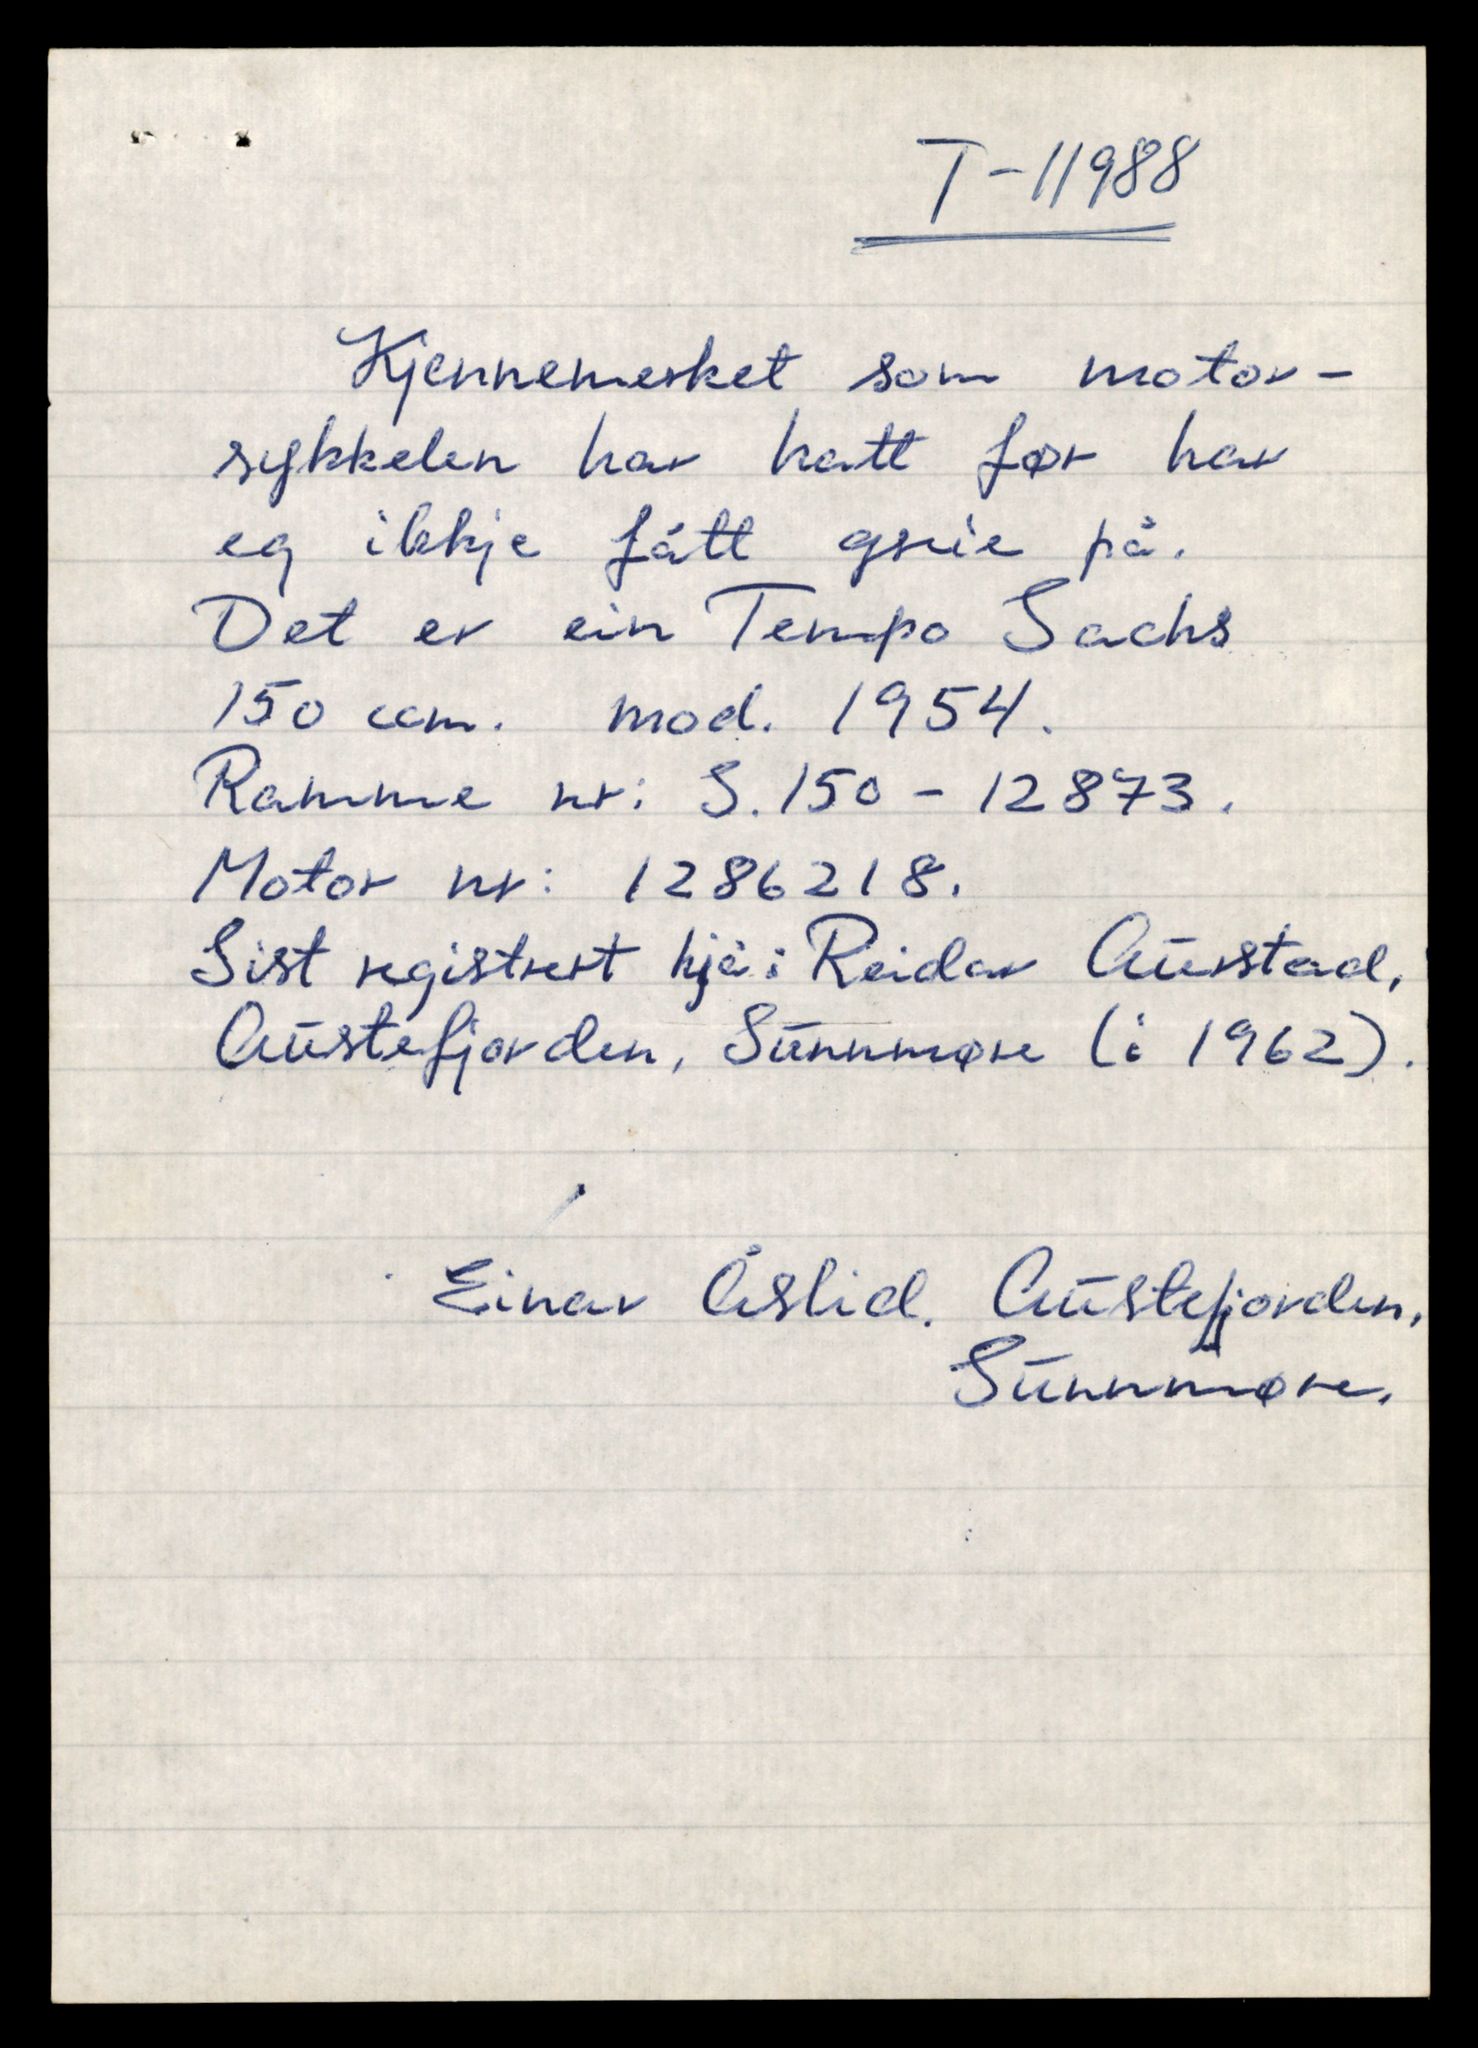 T-11988
Kjennemerket som motor-
sykkelen har hatt før har
eg ikkje fått greie på.
Det er ein Tempo Sachs
150 ccm. mod. 1954.
Ramme nr: S.150-12873.
Motor nr: 1286218.
Sist registrert hjå: Reidar Aurstad,
Austefjorden, Sunnmøre (i 1962).
Einar Åslid. Austefjorden,
Sunnmøre.